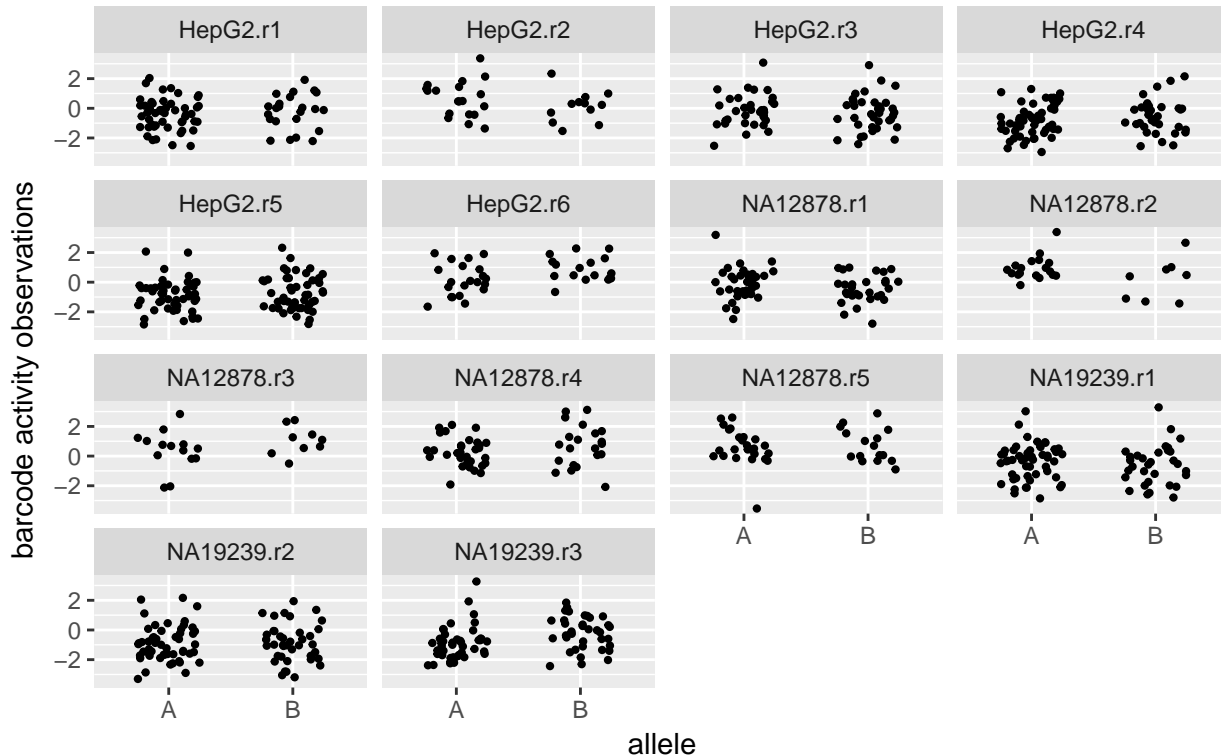 HepG2.r1 HepG2.r2 HepG2.r3 HepG2.r4
2
0
−2
HepG2.r5 HepG2.r6 NA12878.r1 NA12878.r2
2
0
−2
NA12878.r3 NA12878.r4 NA12878.r5 NA19239.r1
2
0
−2
A B A B
NA19239.r2 NA19239.r3
2
0
−2
A B A B
barcode activity observations
allele